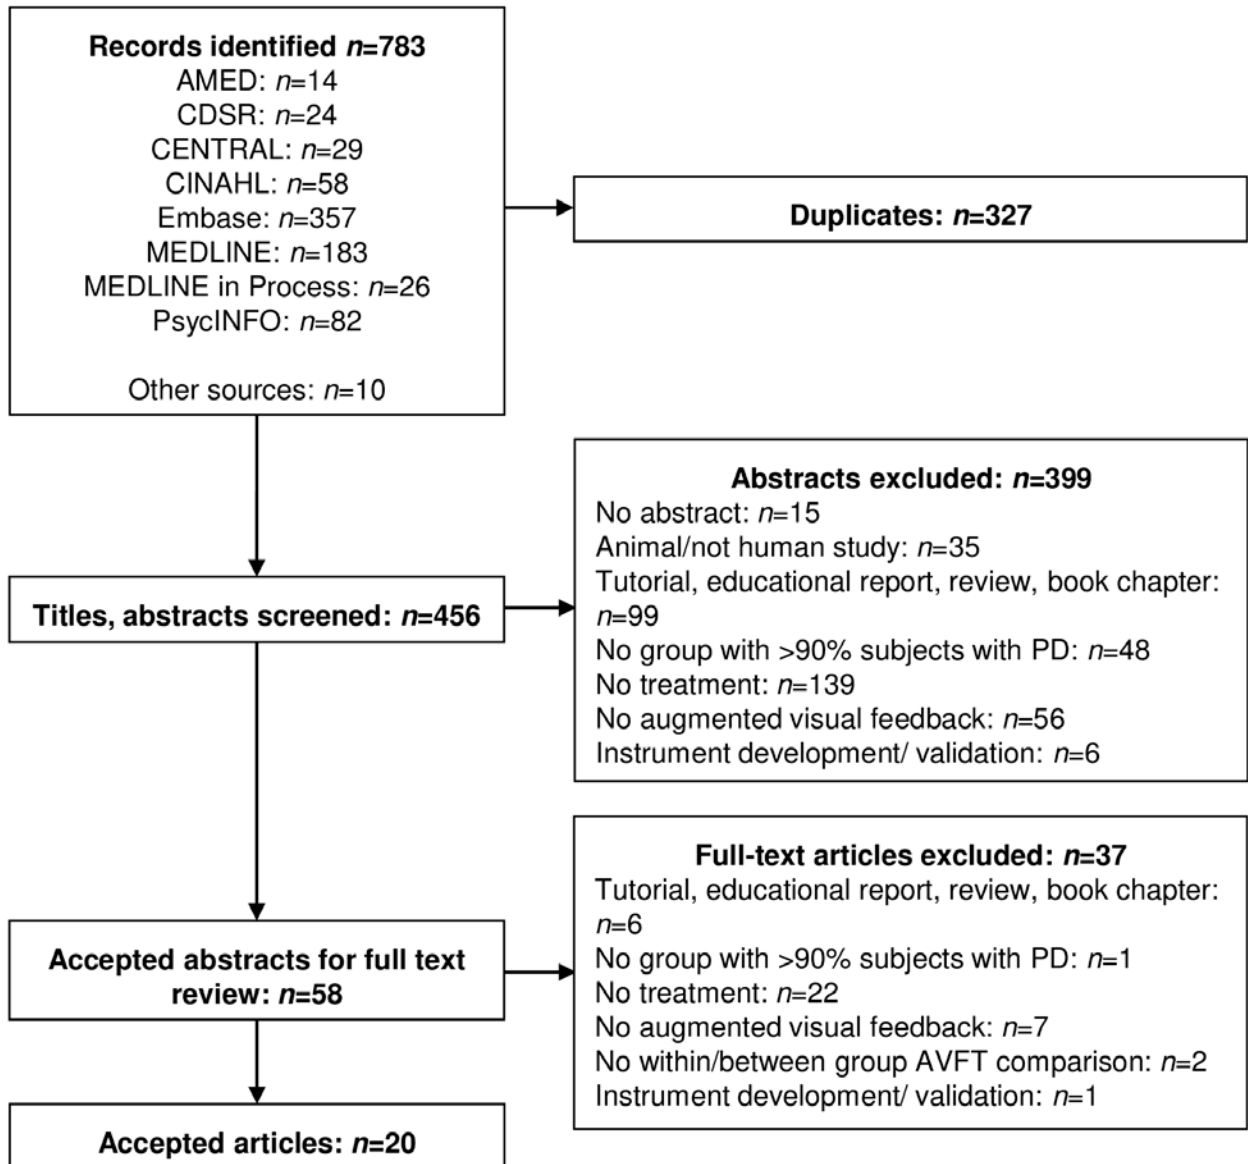 Records identified n=783
AMED: n=14
CDSR: n=24
CENTRAL: n=29
CINAHL: n=58
Embase: n=357
MEDLINE: n=183
MEDLINE in Process: n=26
PsycINFO: n=82
Other sources: n=10
Duplicates: n=327
Titles, abstracts screened: n=456
Abstracts excluded: n=399
No abstract: n=15
Animal/not human study: n=35
Tutorial, educational report, review, book chapter:
n=99
No group with >90% subjects with PD: n=48
No treatment: n=139
No augmented visual feedback: n=56
Instrument development/ validation: n=6
Accepted abstracts for full text
review: n=58
Full-text articles excluded: n=37
Tutorial, educational report, review, book chapter:
n=6
No group with >90% subjects with PD: n=1
No treatment: n=22
No augmented visual feedback: n=7
No within/between group AVFT comparison: n=2
Instrument development/ validation: n=1
Accepted articles: n=20